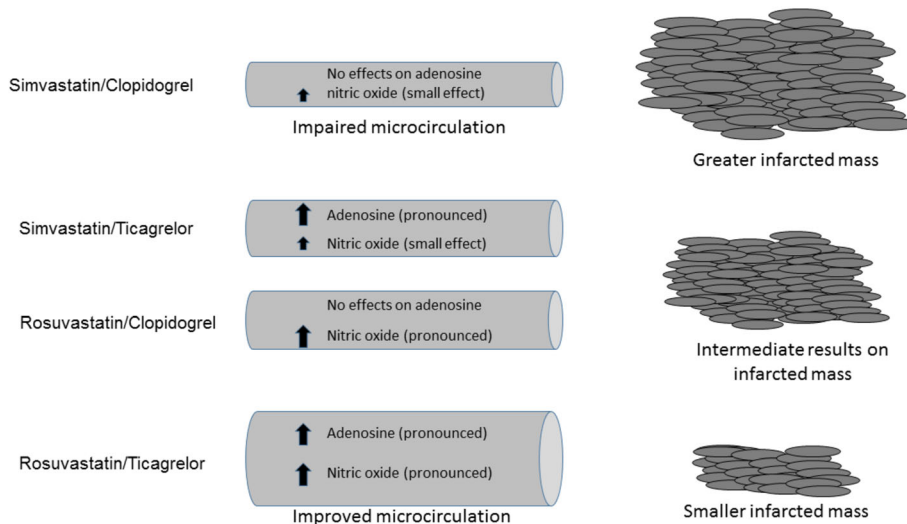 Simvastatin/Clopidogrel
No effects on adenosine
nitric oxide (small effect)
Impaired microcirculation
Greater infarcted mass
Simvastatin/Ticagrelor
Adenosine (pronounced)
Nitric oxide (small effect)
Rosuvastatin/Clopidogrel
No effects on adenosine
Nitric oxide (pronounced)
Intermediate results on
infarcted mass
Rosuvastatin/Ticagrelor
Adenosine (pronounced)
Nitric oxide (pronounced)
Improved microcirculation
Smaller infarcted mass